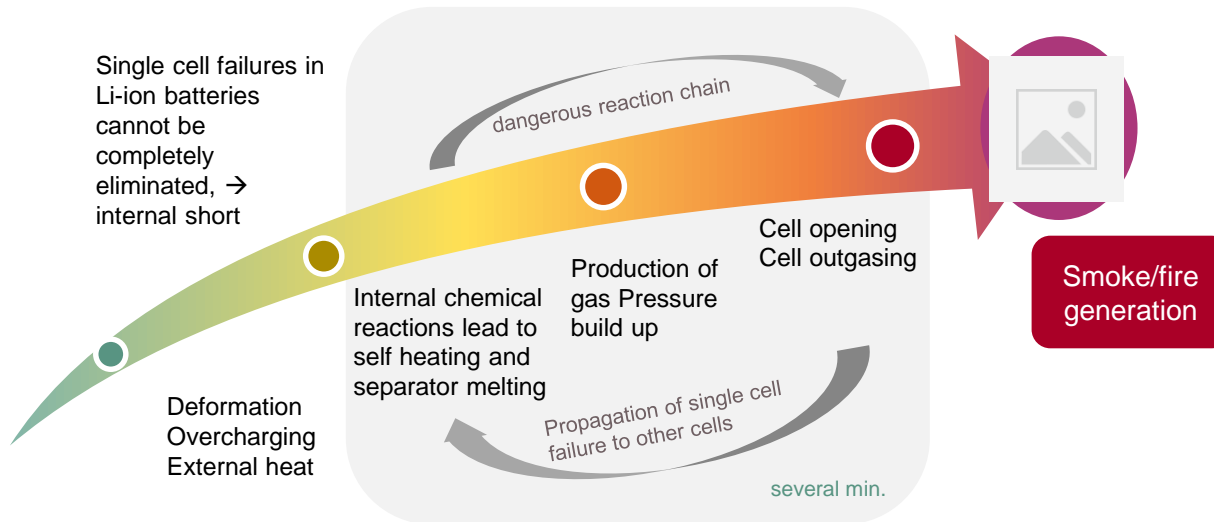 Single cell failures in
Li-ion batteries
cannot be
completely
eliminated, →
internal short
dangerous reaction chain
Cell opening
Cell outgasing
Production of
gas Pressure
build up
Internal chemical
reactions lead to
self heating and
separator melting
Smoke/fire
generation
Deformation
Overcharging
External heat
Propagation of single cell
failure to other cells
several min.